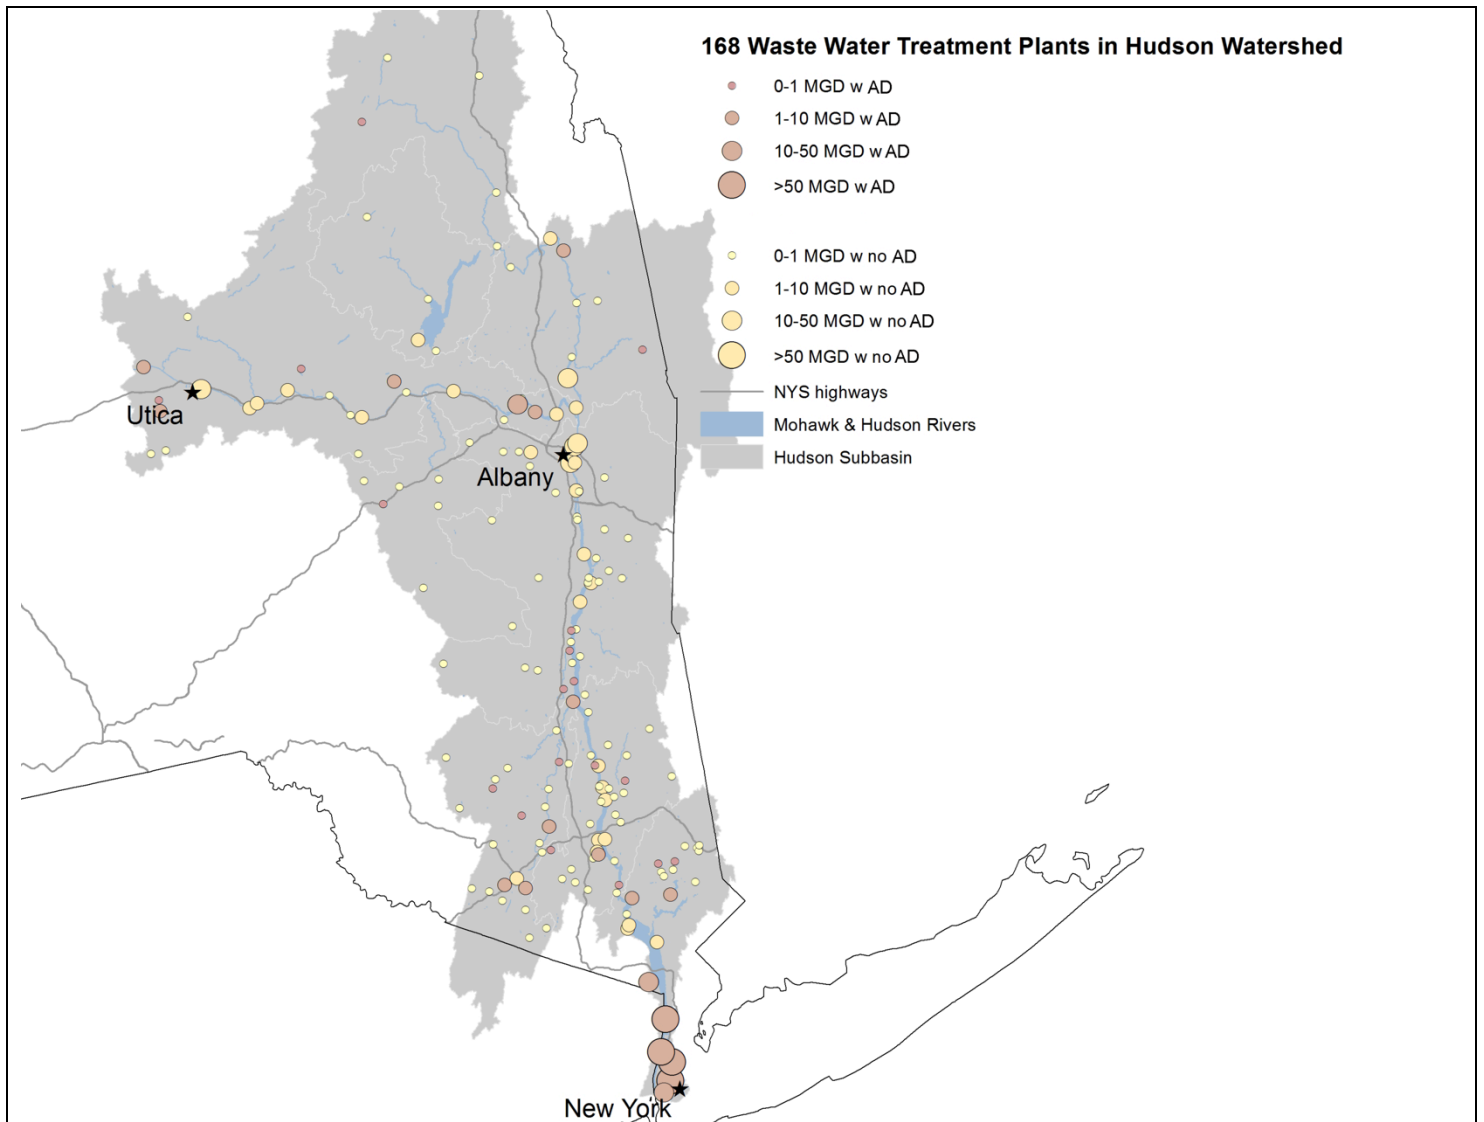 168 Waste Water Treatment Plants in Hudson Watershed
0-1 MGD w AD
1-10 MGD w AD
10-50 MGD w AD
>50 MGD w AD
0-1 MGD w no AD
1-10 MGD w no AD
10-50 MGD w no AD
>50 MGD w no AD
NYS highways
Mohawk & Hudson Rivers
Hudson Subbasin
Utica
Albany
New York